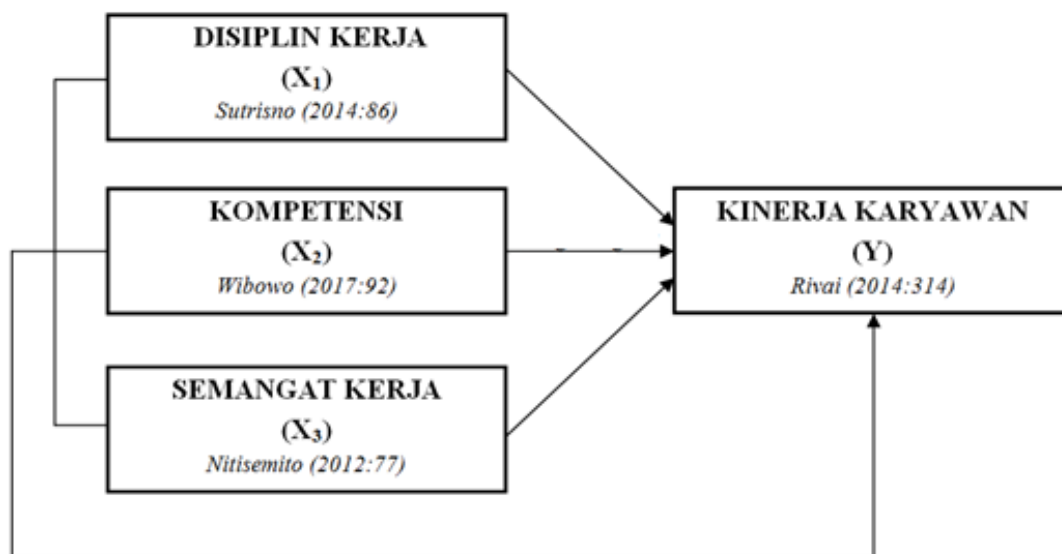 DISIPLIN KERJA
(X₁)
Sutrisno (2014:86)
KOMPETENSI
(X₂)
Wibowo (2017:92)
KINERJA KARYAWAN
(Y)
Rivai (2014:314)
SEMANGAT KERJA
(X₃)
Nitisemito (2012:77)